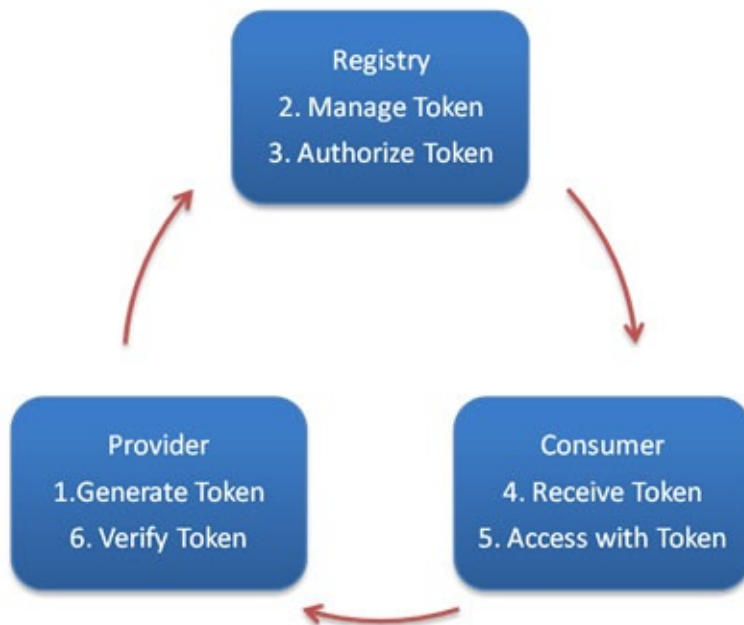 Registry
2. Manage Token
3. Authorize Token
Provider
1.Generate Token
6. Verify Token
Consumer
4. Receive Token
5. Access with Token